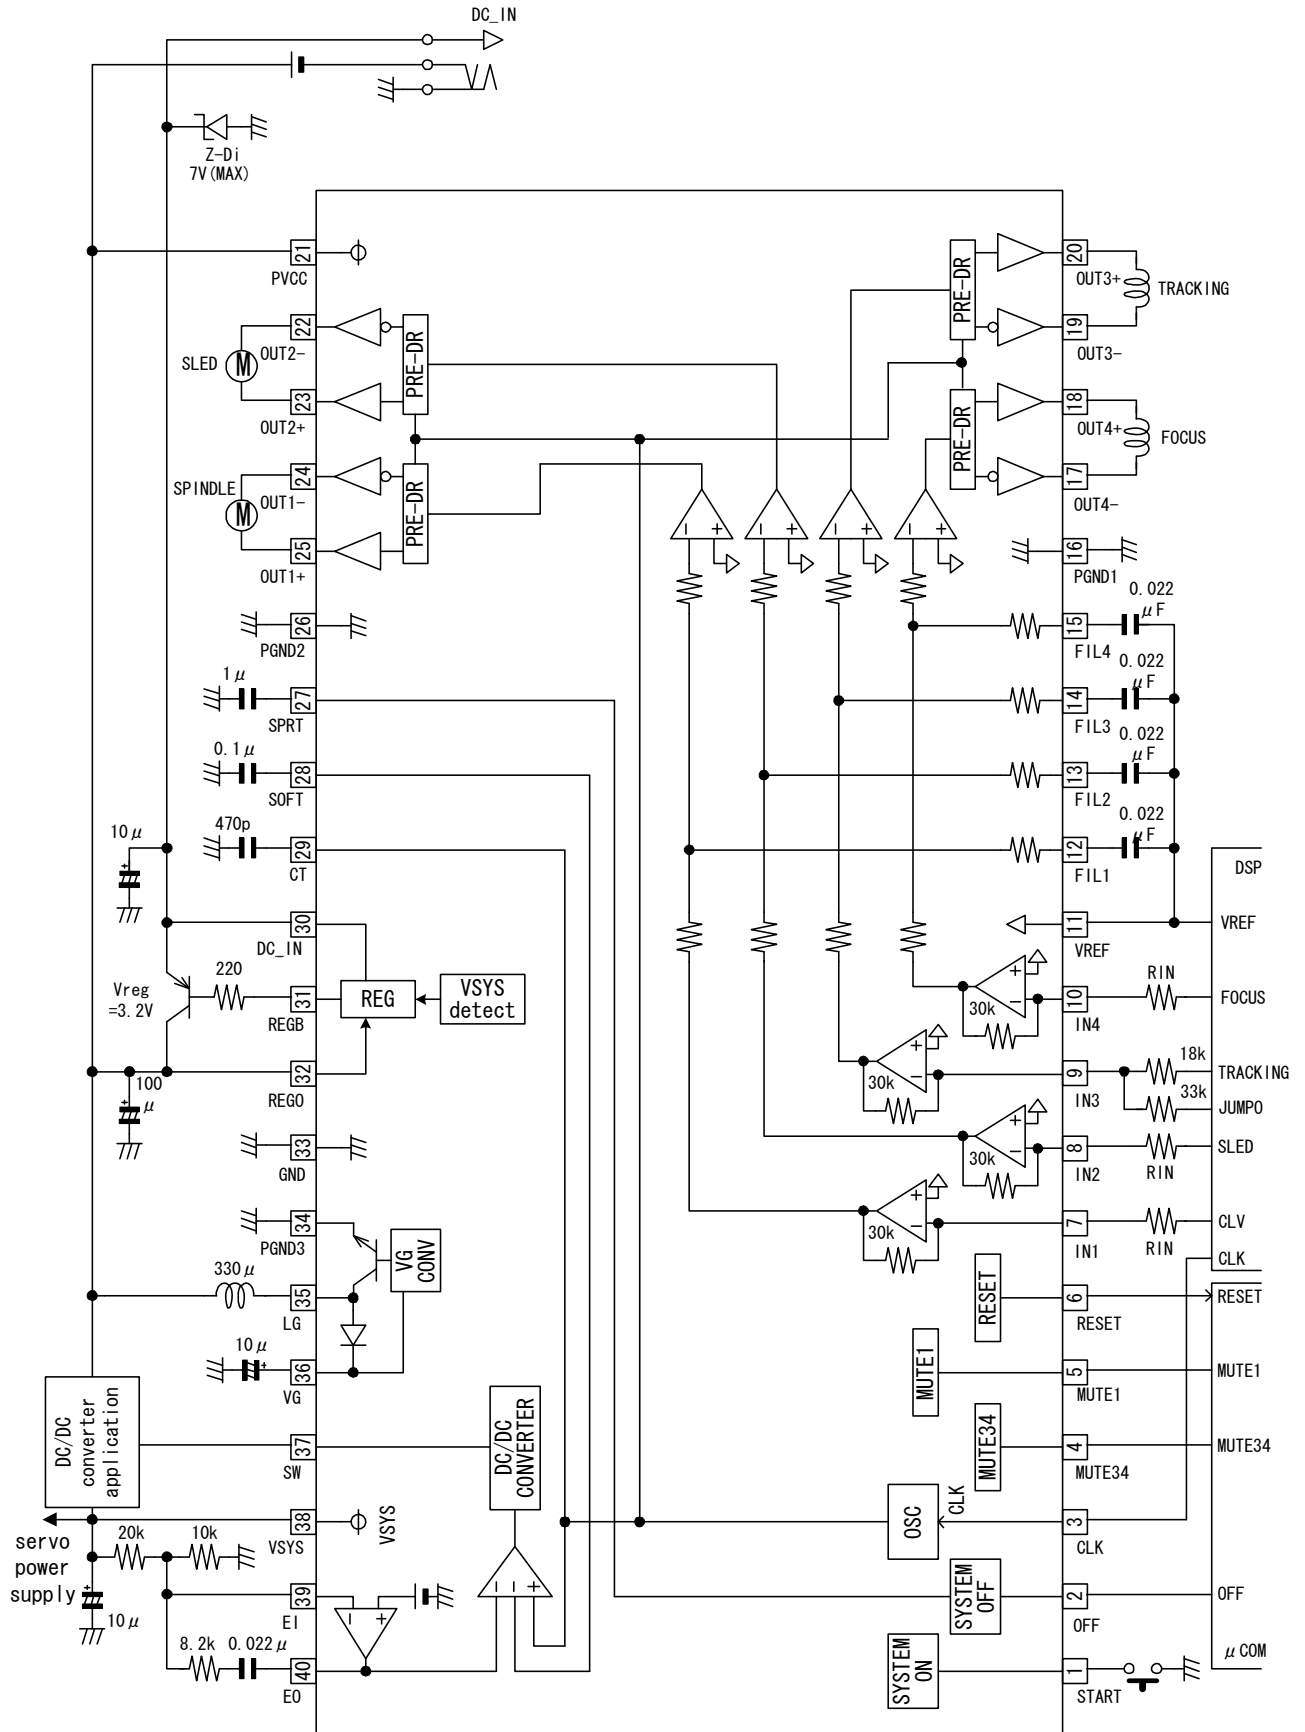 DC_IN
Z-Di
7V(MAX)
21
PVCC
22
OUT2-
SLED
M
23
OUT2+
PRE-DR
24
OUT1-
SPINDLE
M
25
OUT1+
PRE-DR
26
PGND2
1μ
27
SPRT
0.1μ
28
SOFT
470p
29
CT
10μ
30
DC_IN
Vreg
=3.2V
220
31
REGB
REG
VSYS
detect
32
REGO
100
μ
33
GND
34
PGND3
VG
CONV
330μ
35
LG
10μ
36
VG
DC/DC
converter
application
37
SW
DC/DC
CONVERTER
38
VSYS
VSYS
servo
power
supply
20k
10k
39
EI
10μ
8.2k
0.022μ
40
EO
- +
- - +
PRE-DR
20
OUT3+
TRACKING
19
OUT3-
PRE-DR
18
OUT4+
FOCUS
17
OUT4-
- +
- +
- +
- +
16
PGND1
0.022
μF
15
FIL4
0.022
μF
14
FIL3
0.022
μF
13
FIL2
0.022
μF
12
FIL1
DSP
11
VREF
VREF
+
-
30k
10
IN4
RIN
FOCUS
+
-
30k
9
IN3
18k
TRACKING
33k
JUMPO
+
-
30k
8
IN2
RIN
SLED
+
-
30k
7
IN1
RIN
CLV
CLK
RESET
6
RESET
RESET
MUTE1
5
MUTE1
MUTE1
MUTE34
4
MUTE34
MUTE34
OSC
CLK
3
CLK
SYSTEM
OFF
2
OFF
OFF
SYSTEM
ON
1
START
μCOM